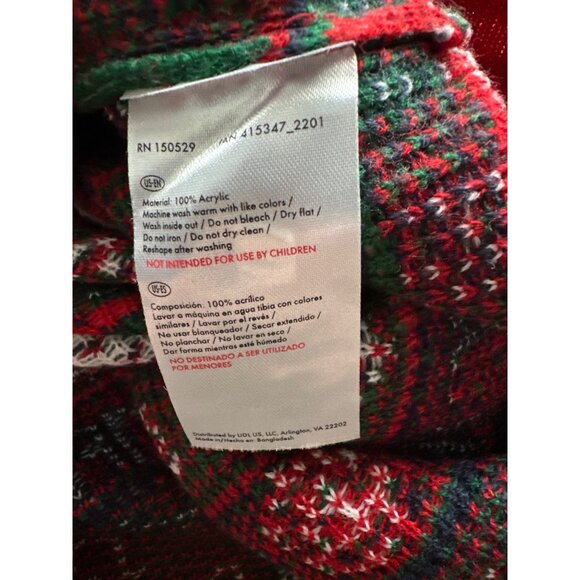 RN 150529 415347_2201
US-EN
Material: 100% Acrylic
Machine wash warm with like colors /
Wash inside out / Do not bleach / Dry flat /
Do not iron / Do not dry clean /
Reshape after washing
NOT INTENDED FOR USE BY CHILDREN
US-ES
Composición: 100% acrílico
Lavar a máquina en agua tibia con colores
similares / Lavar por el revés /
No usar blanqueador / Secar extendido /
No planchar / No lavar en seco /
Dar forma mientras esté húmedo
NO DESTINADO A SER UTILIZADO
POR MENORES
Distributed by UDI, US, LLC, Arlington, VA 22202
Made in/Hecho en Bangladesh